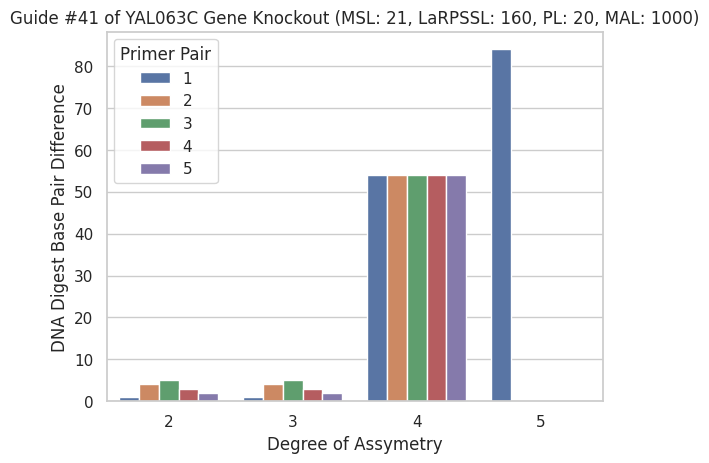 Guide #41 of YAL063C Gene Knockout (MSL: 21, LaRPSSL: 160, PL: 20, MAL: 1000)
Primer Pair
1
2
3
4
5
DNA Digest Base Pair Difference
80
70
60
50
40
30
20
10
0
2 3 4 5
Degree of Assymetry